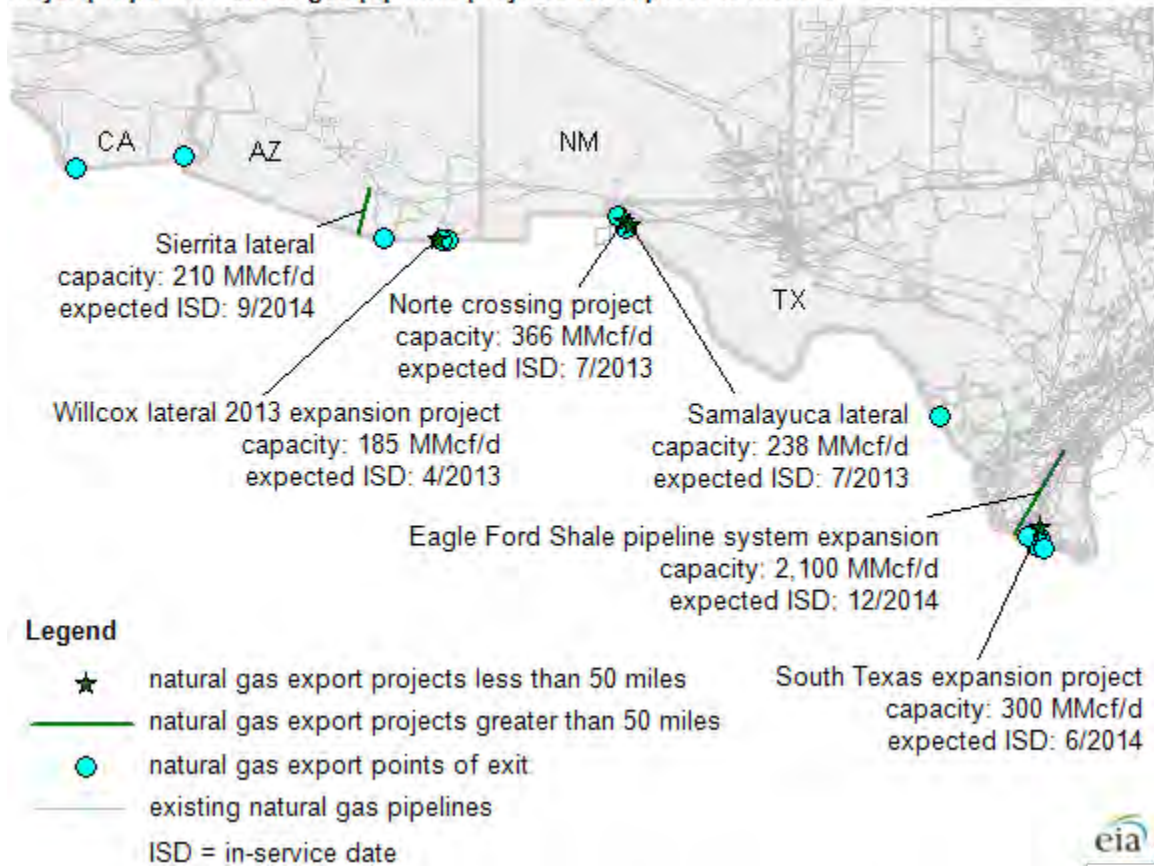 CA
AZ
NM
TX
Sierrita lateral
capacity: 210 MMcf/d
expected ISD: 9/2014
Norte crossing project
capacity: 366 MMcf/d
expected ISD: 7/2013
Willcox lateral 2013 expansion project
capacity: 185 MMcf/d
expected ISD: 4/2013
Samalayuca lateral
capacity: 238 MMcf/d
expected ISD: 7/2013
Eagle Ford Shale pipeline system expansion
capacity: 2,100 MMcf/d
expected ISD: 12/2014
South Texas expansion project
capacity: 300 MMcf/d
expected ISD: 6/2014
Legend
natural gas export projects less than 50 miles
natural gas export projects greater than 50 miles
natural gas export points of exit
existing natural gas pipelines
ISD = in-service date
eia